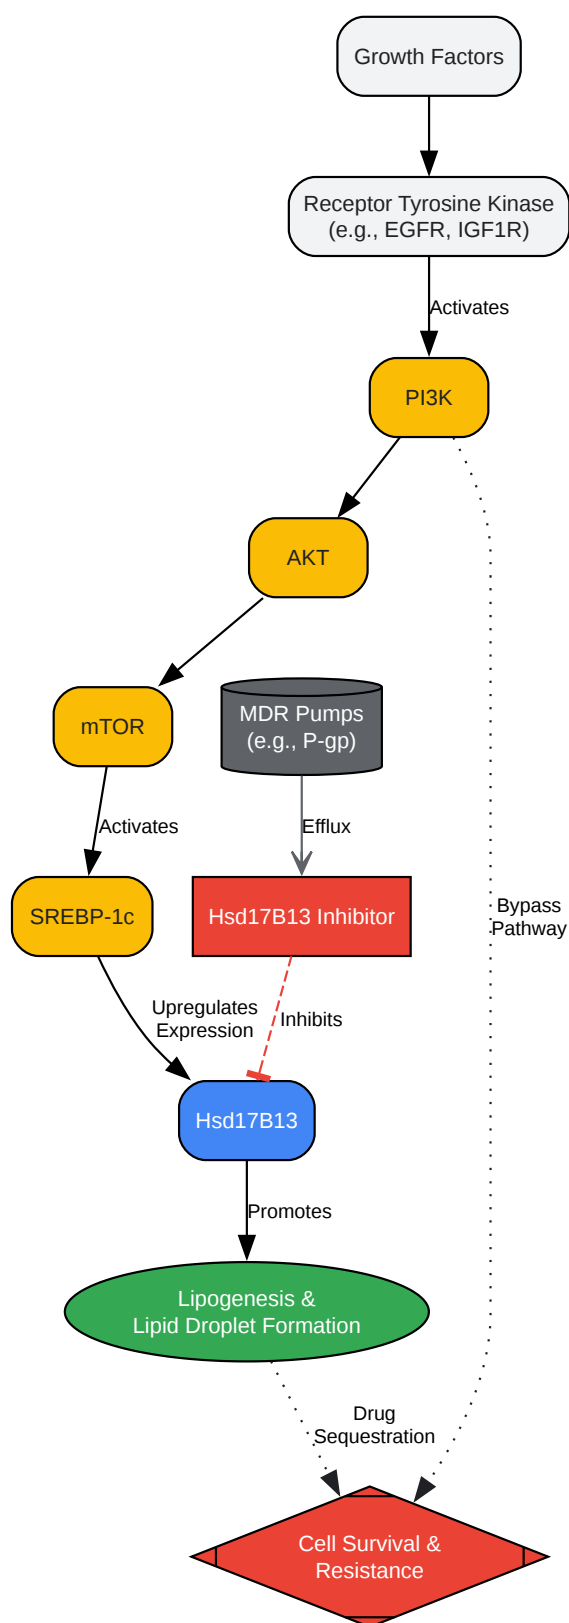 Growth Factors
Receptor Tyrosine Kinase
(e.g., EGFR, IGF1R)
Activates
PI3K
AKT
mTOR
MDR Pumps
(e.g., P-gp)
Activates
Efflux
SREBP-1c
Hsd17B13 Inhibitor
Bypass
Pathway
Upregulates
Expression
Inhibits
Hsd17B13
Promotes
Lipogenesis &
Lipid Droplet Formation
Drug
Sequestration
Cell Survival &
Resistance